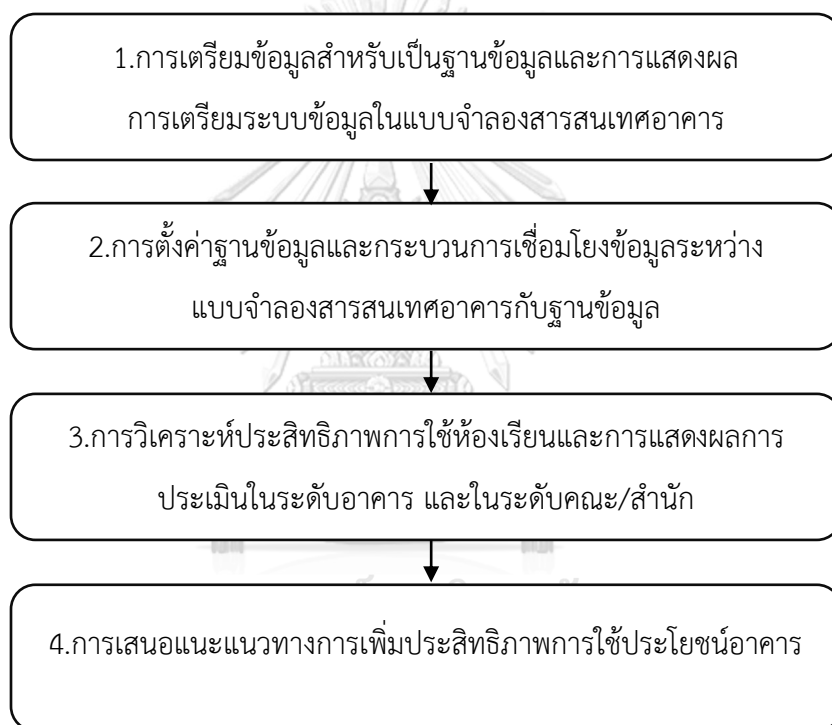 1.การเตรียมข้อมูลสำหรับเป็นฐานข้อมูลและการแสดงผล
การเตรียมระบบข้อมูลในแบบจำลองสารสนเทศอาคาร
2.การตั้งค่าฐานข้อมูลและกระบวนการเชื่อมโยงข้อมูลระหว่าง
แบบจำลองสารสนเทศอาคารกับฐานข้อมูล
3.การวิเคราะห์ประสิทธิภาพการใช้ห้องเรียนและการแสดงผลการ
ประเมินในระดับอาคาร และในระดับคณะ/สำนัก
4.การเสนอแนะแนวทางการเพิ่มประสิทธิภาพการใช้ประโยชน์อาคาร